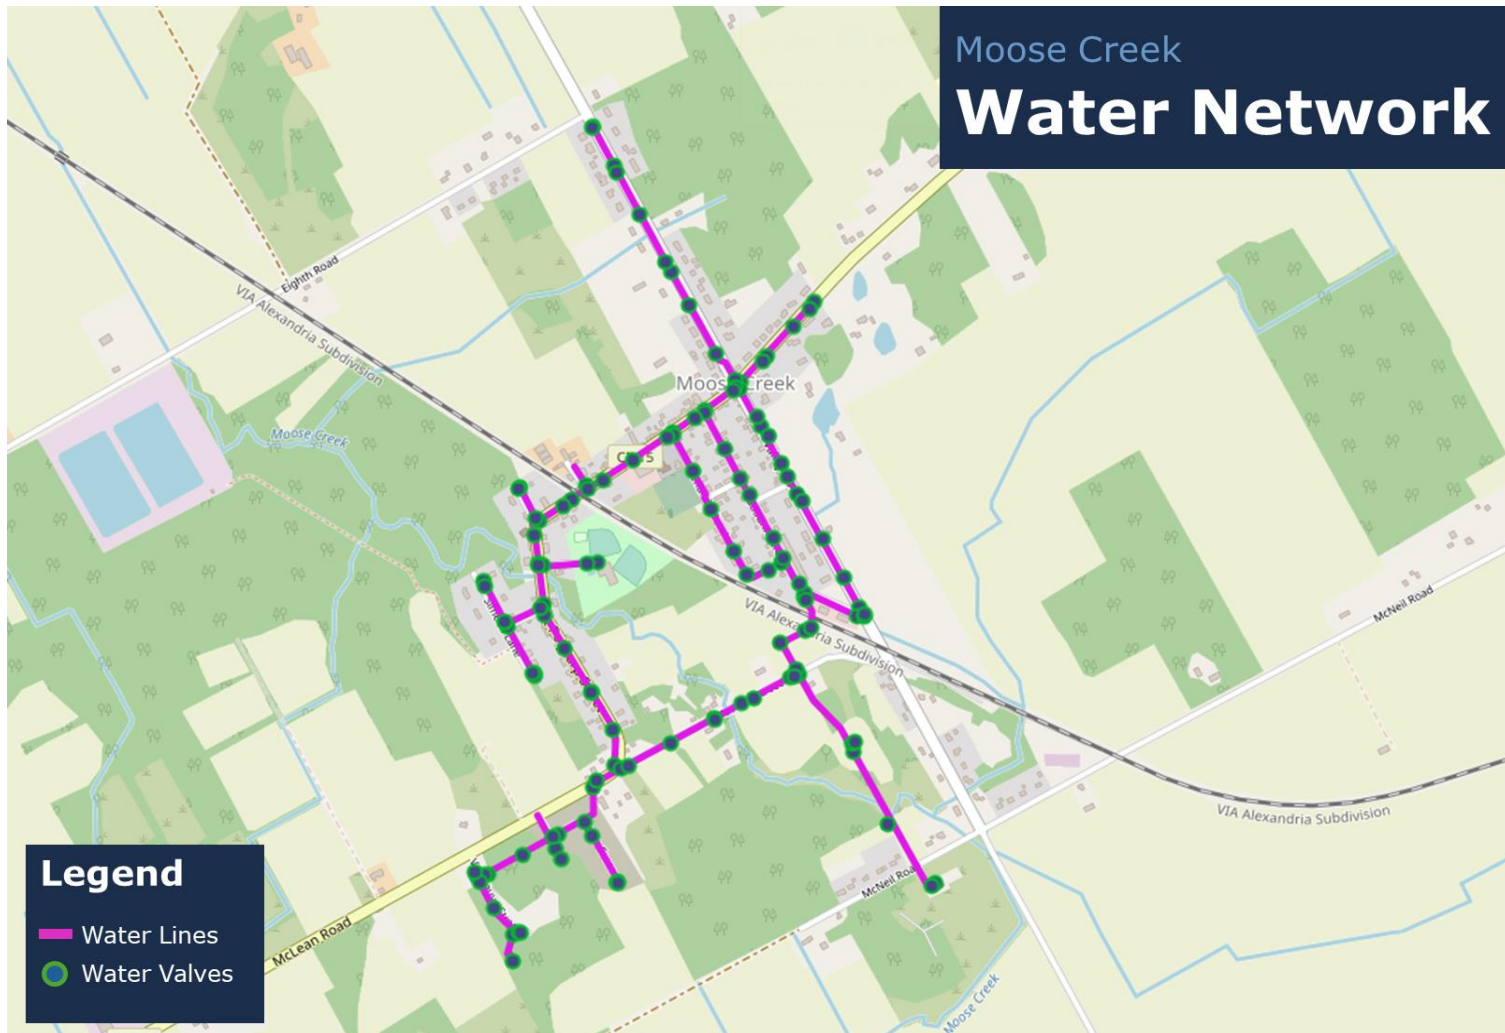 Moose Creek
Water Network
Eighth Road
VIA Alexandria Subdivision
Moose Creek
Moose Creek
VIA Alexandria Subdivision
McNeil Road
VIA Alexandria Subdivision
McNeil Road
McLean Road
Moose Creek
Legend
Water Lines
Water Valves